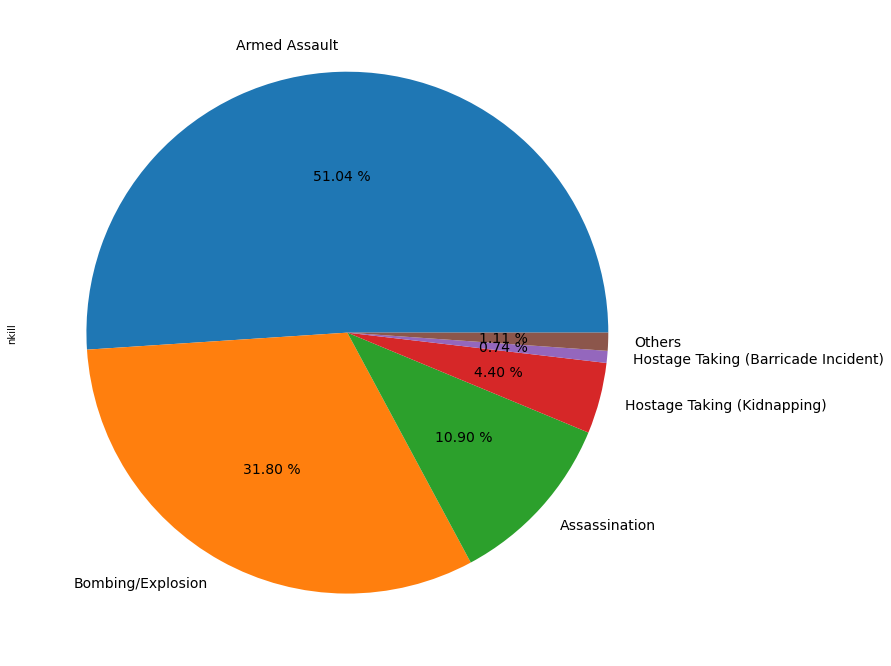 Armed Assault
51.04 %
nkill
1.11 %
Others
0.74 %
Hostage Taking (Barricade Incident)
4.40 %
Hostage Taking (Kidnapping)
10.90 %
31.80 %
Assassination
Bombing/Explosion